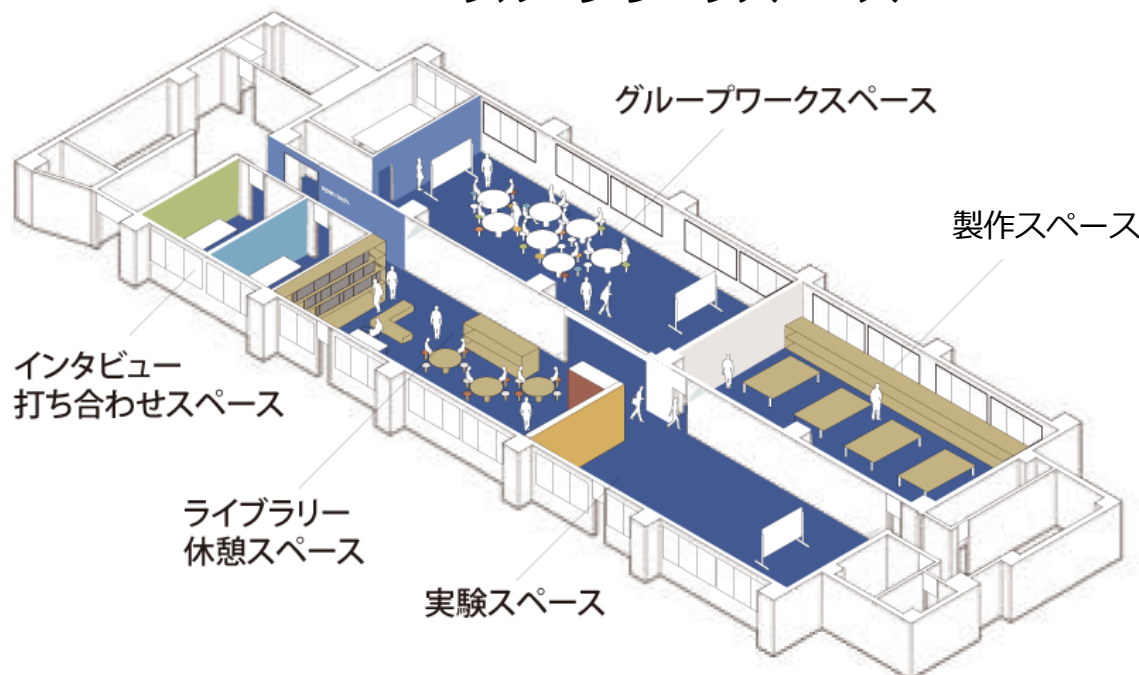 グループワークスペース
製作スペース
インタビュー
打ち合わせスペース
ライブラリー
休憩スペース
実験スペース